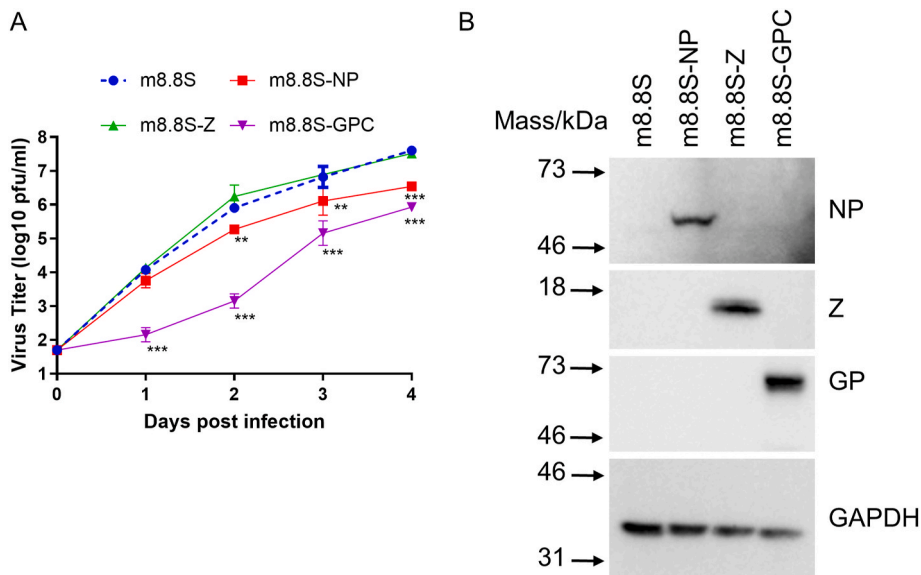 A
m8.8S
m8.8S-NP
m8.8S-Z
m8.8S-GPC
Virus Titer (log10 pfu/ml)
8
7
6
5
4
3
2
1
***
**
**
***
***
***
***
0
1
2
3
4
Days post infection
B
m8.8S
m8.8S-NP
m8.8S-Z
m8.8S-GPC
Mass/kDa
73
46
NP
18
Z
73
46
GP
46
31
GAPDH